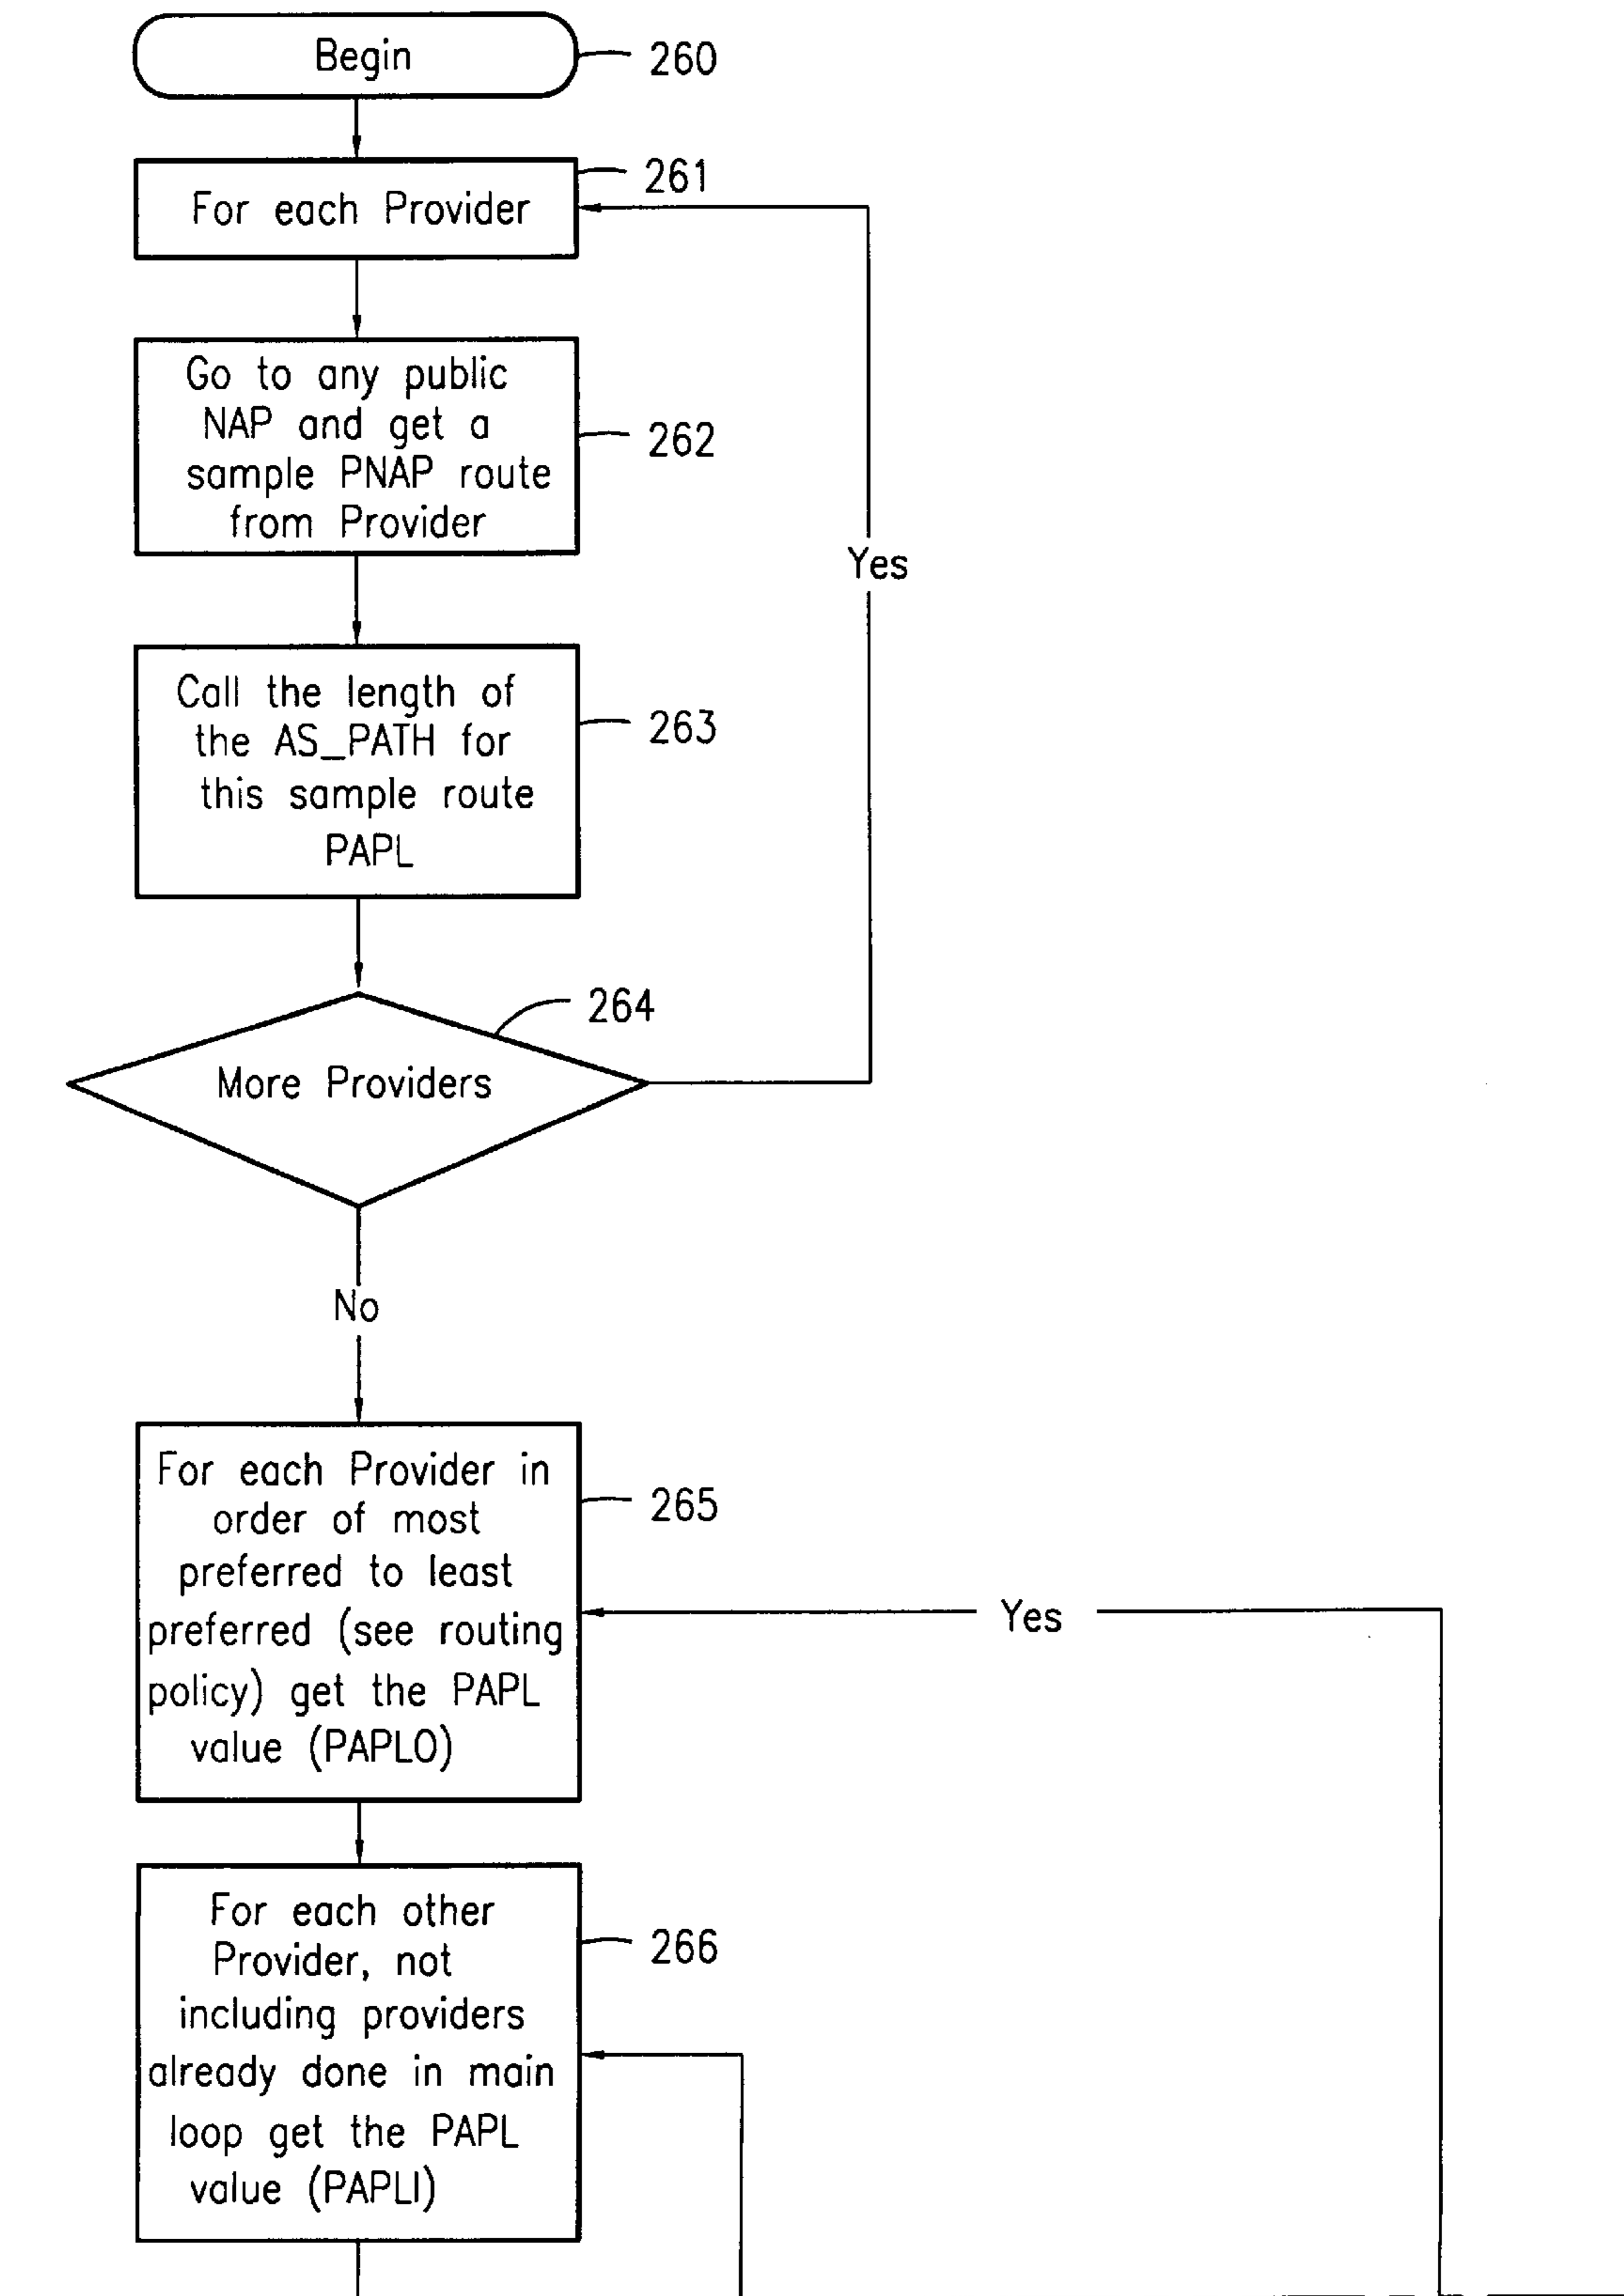 Begin
260
For each Provider
261
Go to any public
NAP and get a
sample PNAP route
from Provider
262
Yes
Call the length of
the AS_PATH for
this sample route
PAPL
263
More Providers
264
No
For each Provider in
order of most
preferred to least
preferred (see routing
policy) get the PAPL
value (PAPLO)
265
Yes
For each other
Provider, not
including providers
already done in main
loop get the PAPL
value (PAPLI)
266